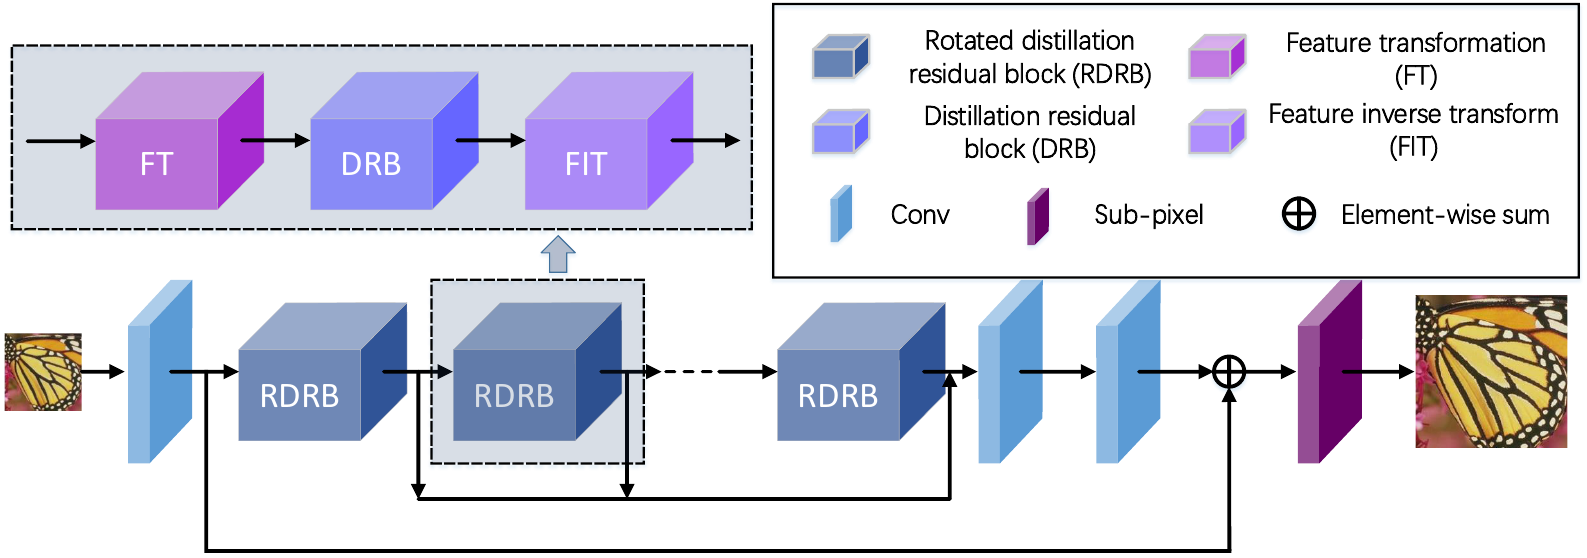 Rotated distillation
residual block (RDRB)
Feature transformation
(FT)
Distillation residual
block (DRB)
Feature inverse transform
(FIT)
Conv
Sub-pixel
Element-wise sum
FT
DRB
FIT
RDRB
RDRB
RDRB